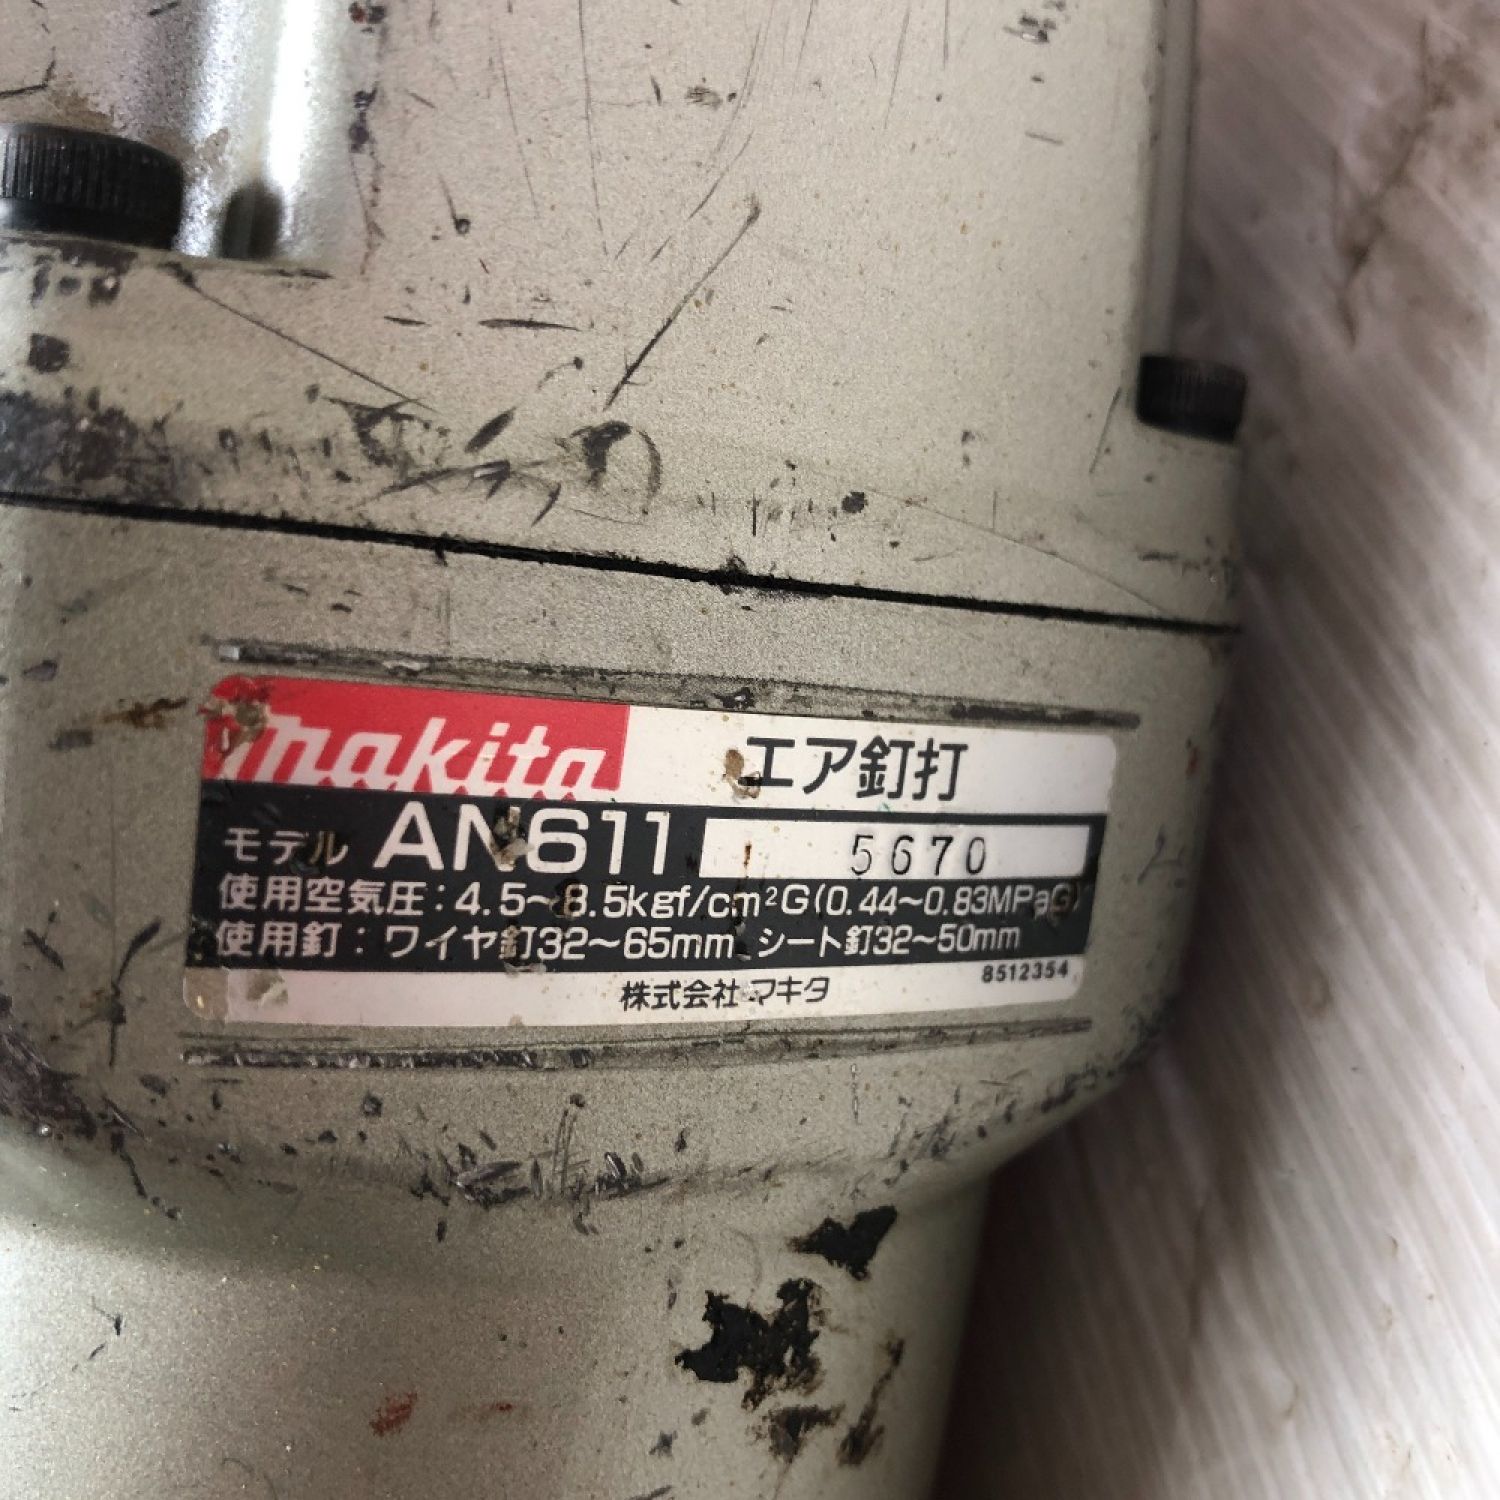 makita エア釘打
モデル AN611 5670
使用空気圧：4.5～8.5kgf/cm²G(0.44～0.83MPaG)
使用釘：ワイヤ釘32～65mm シート釘32～50mm
株式会社 マキタ 8512354